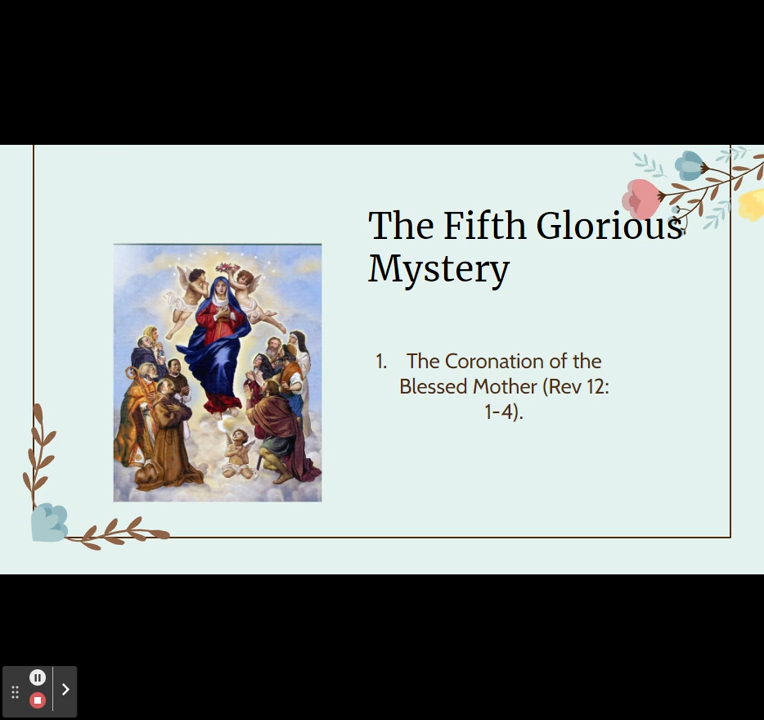 The Fifth Glorious
Mystery
1. The Coronation of the
Blessed Mother (Rev 12:
1-4).